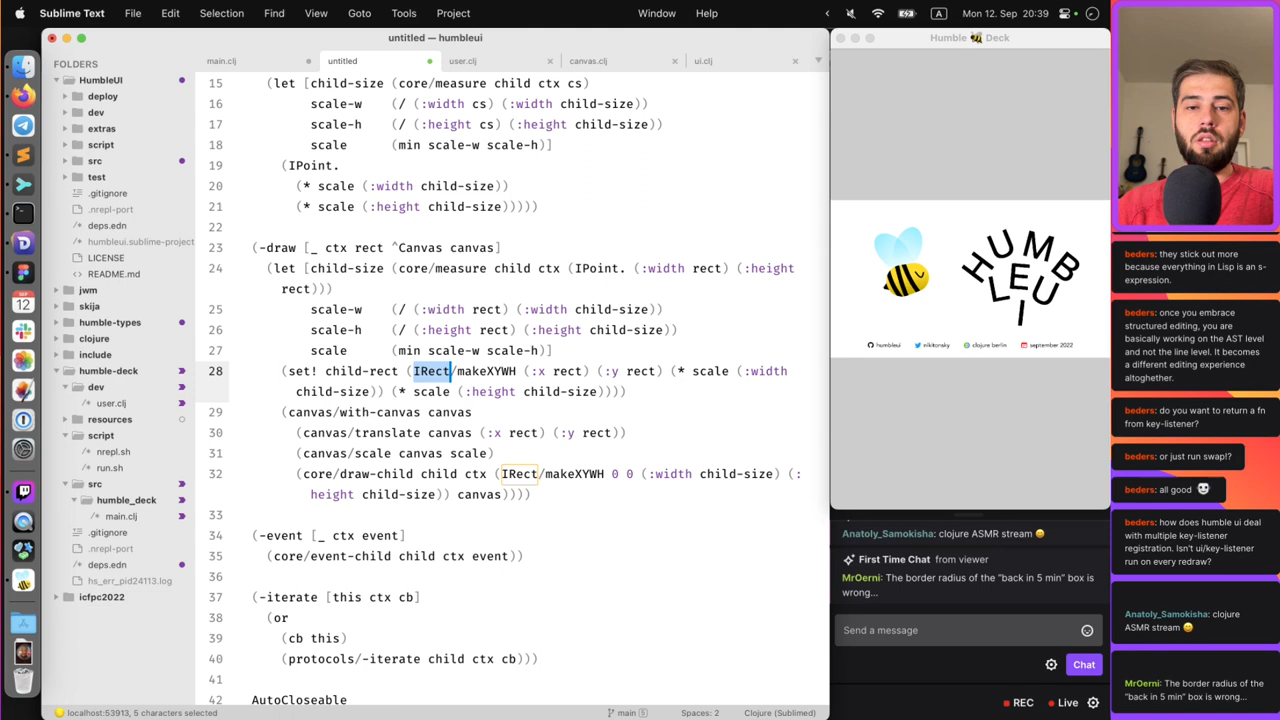 Sublime Text File Edit Selection Find View Goto Tools Project Window Help A Mon 12. Sep 20:39
untitled — humbleui
Humble 🐝 Deck
main.clj untitled user.clj canvas.clj ui.clj
FOLDERS
HumbleUI
deploy
dev
extras
script
src
test
.gitignore
.nrepl-port
deps.edn
humbleui.sublime-project
LICENSE
README.md
jwm
skija
humble-types
clojure
include
humble-deck
dev
user.clj
resources
script
nrepl.sh
run.sh
src
humble_deck
main.clj
.gitignore
.nrepl-port
deps.edn
hs_err_pid24113.log
icfpc2022
SEP
12
15 (let [child-size (core/measure child ctx cs)
16 scale-w (/ (:width cs) (:width child-size))
17 scale-h (/ (:height cs) (:height child-size))
18 scale (min scale-w scale-h)]
19 (IPoint.
20 (* scale (:width child-size))
21 (* scale (:height child-size)))))
22
23 (-draw [_ ctx rect ^Canvas canvas]
24 (let [child-size (core/measure child ctx (IPoint. (:width rect) (:height
rect)))
25 scale-w (/ (:width rect) (:width child-size))
26 scale-h (/ (:height rect) (:height child-size))
27 scale (min scale-w scale-h)]
28 (set! child-rect (IRect/makeXYWH (:x rect) (:y rect) (* scale (:width
child-size)) (* scale (:height child-size))))
29 (canvas/with-canvas canvas
30 (canvas/translate canvas (:x rect) (:y rect))
31 (canvas/scale canvas scale)
32 (core/draw-child child ctx (IRect/makeXYWH 0 0 (:width child-size) (:
height child-size)) canvas))))
33
34 (-event [_ ctx event]
35 (core/event-child child ctx event))
36
37 (-iterate [this ctx cb]
38 (or
39 (cb this)
40 (protocols/-iterate child ctx cb)))
41
42 AutoCloseable
localhost:53913, 5 characters selected main 5 Spaces: 2 Clojure (Sublimed)
HUMB
LEU
I
humbleui nikitonsky clojure berlin september 2022
Anatoly_Samokisha: clojure ASMR stream 😄
First Time Chat from viewer
MrOerni: The border radius of the "back in 5 min" box is
wrong...
Send a message
Chat
REC Live
beders: they stick out more
because everything in Lisp is an s-
expression.
beders: once you embrace
structured editing, you are
basically working on the AST level
and not the line level. It becomes
a different editing experience
altoghether.
beders: do you want to return a fn
from key-listener?
beders: or just run swap!?
beders: all good
beders: how does humble ui deal
with multiple key-listener
registration. Isn't ui/key-listener
run on every redraw?
Anatoly_Samokisha: clojure
ASMR stream 😄
MrOerni: The border radius of the
"back in 5 min" box is wrong...